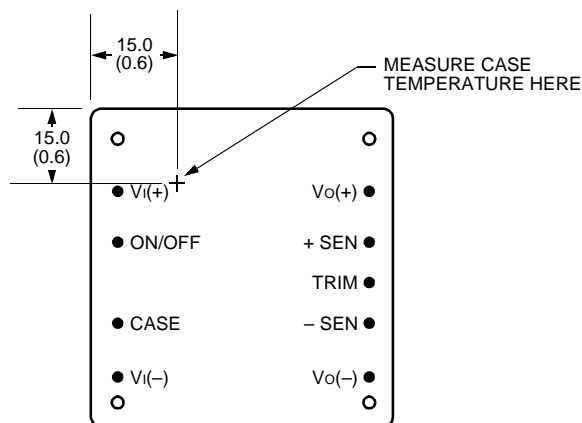 15.0
(0.6)
MEASURE CASE
TEMPERATURE HERE
15.0
(0.6)
VI(+)
VO(+)
ON/OFF
+ SEN
TRIM
CASE
– SEN
VI(–)
VO(–)